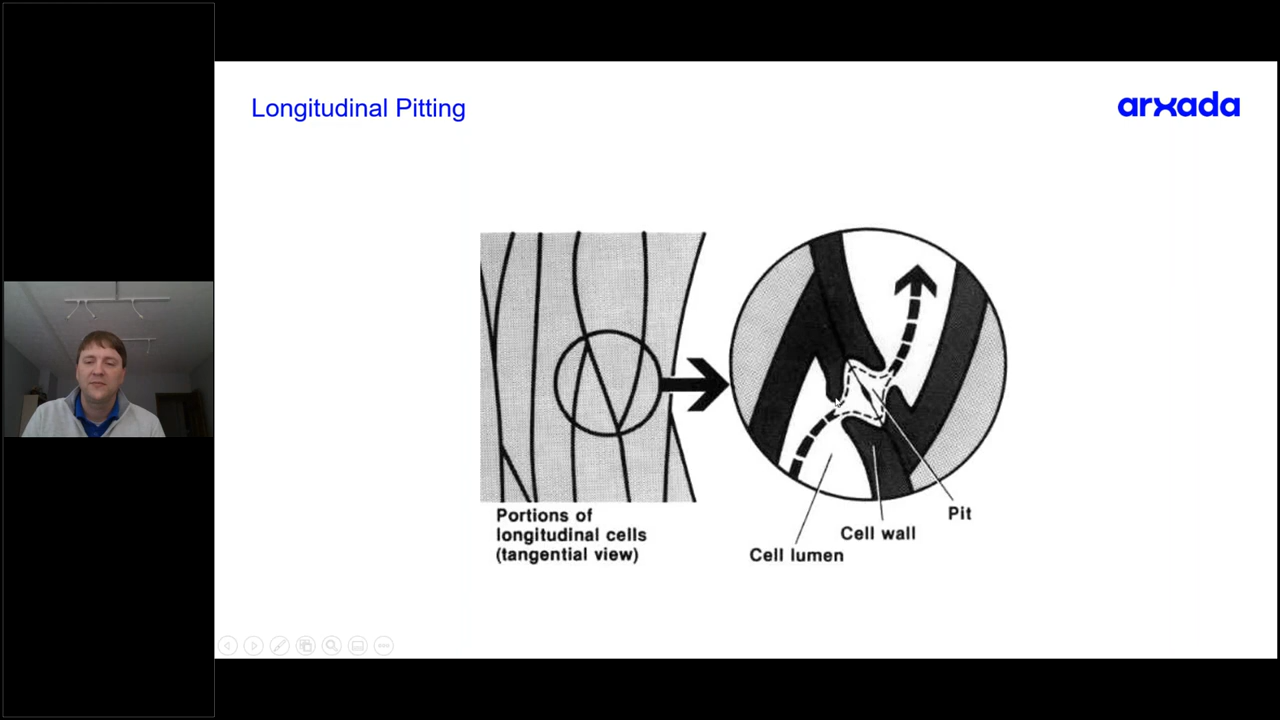 Longitudinal Pitting
arxada
Portions of
longitudinal cells
(tangential view)
Pit
Cell wall
Cell lumen